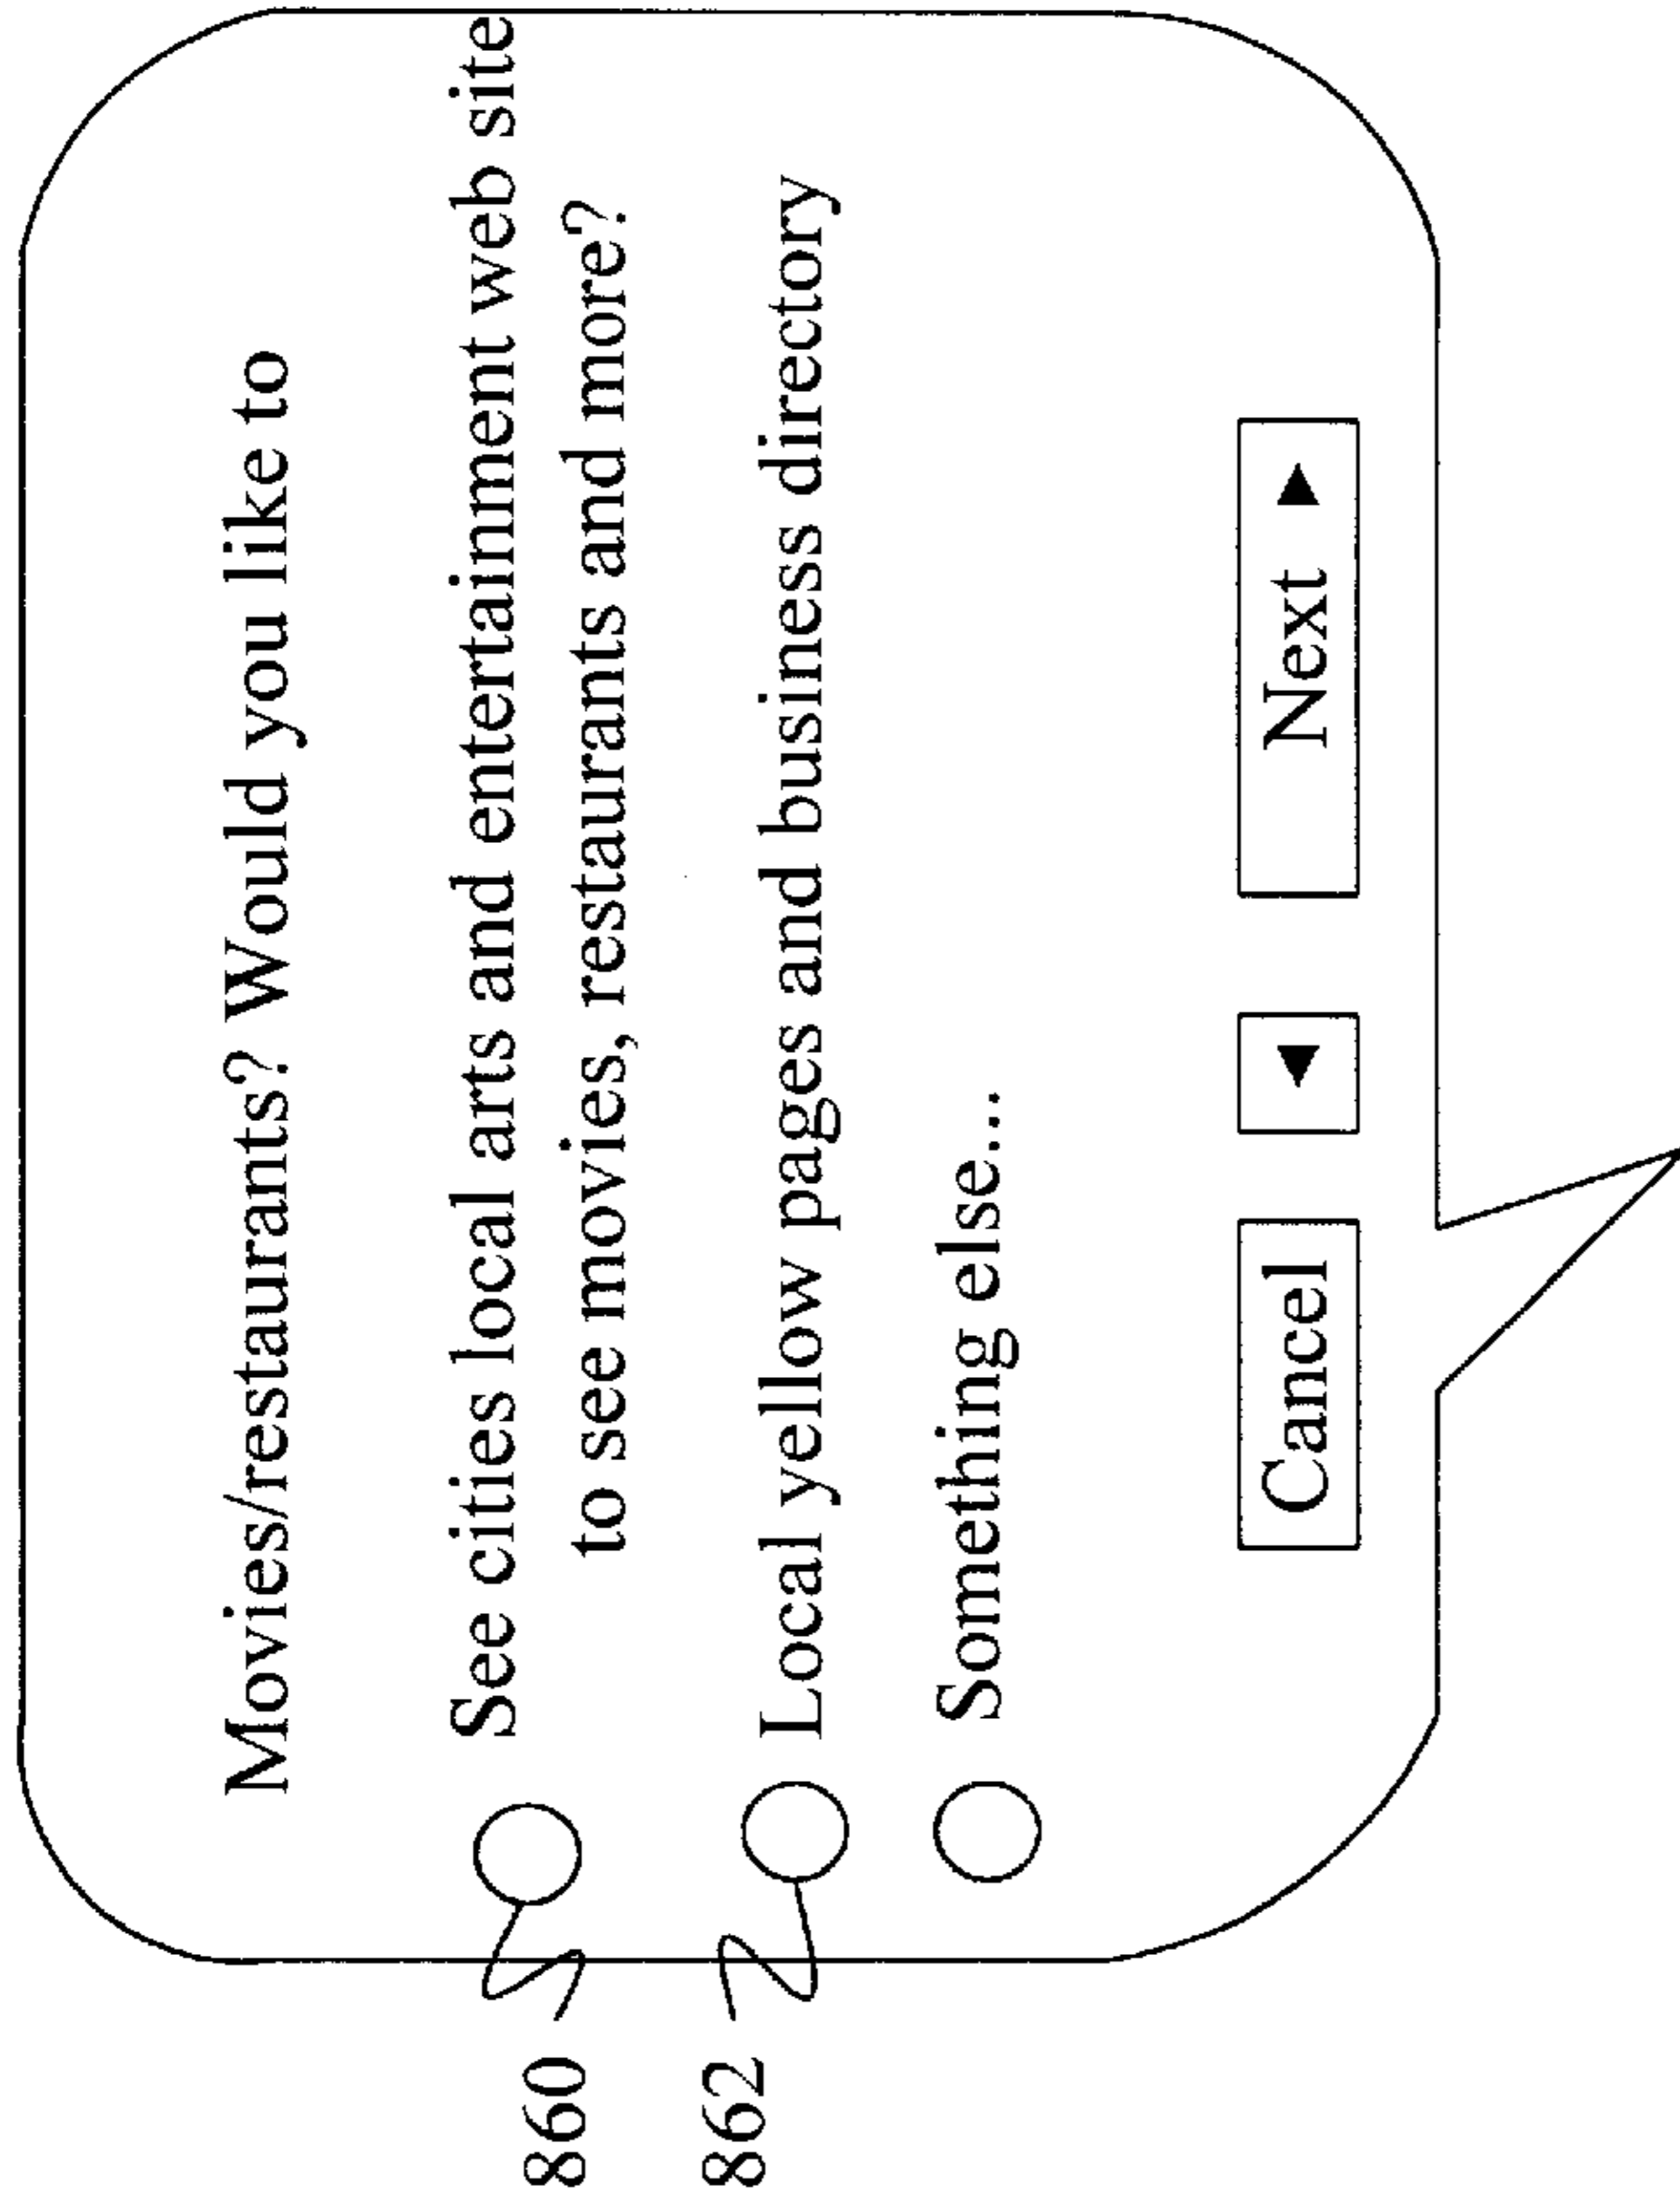 Movies/restaurants? Would you like to
860
See cities local arts and entertainment web site
to see movies, restaurants and more?
862
Local yellow pages and business directory
Something else...
Cancel ◄ Next ►